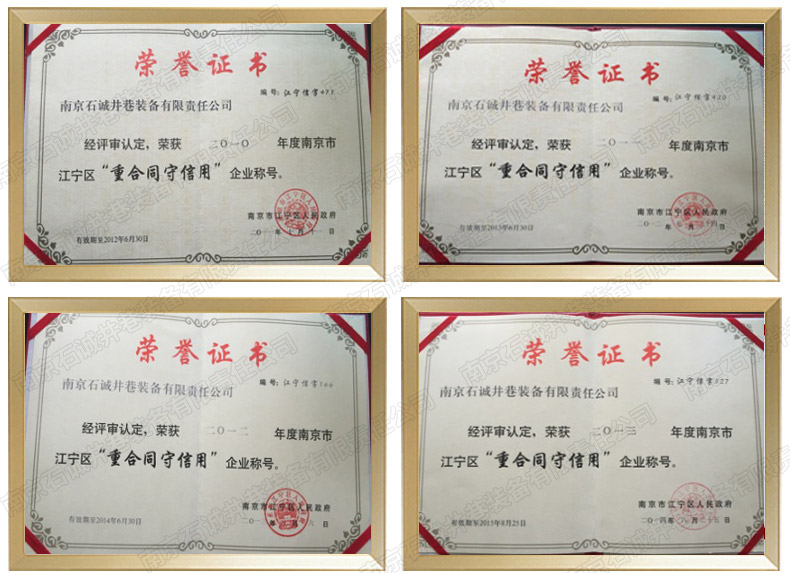 荣誉证书
编号：江宁信字
南京石诚井巷装备有限责任公司
经评审认定，荣获 二〇一〇 年度南京市
江宁区“重合同守信用”企业称号。
南京市江宁区人民政府
有效期至2012年6月30日
荣誉证书
编号：江宁信字
南京石诚井巷装备有限责任公司
经评审认定，荣获 二〇一一 年度南京市
江宁区“重合同守信用”企业称号。
南京市江宁区人民政府
有效期至2013年6月30日
荣誉证书
编号：江宁信字
南京石诚井巷装备有限责任公司
经评审认定，荣获 二〇一二 年度南京市
江宁区“重合同守信用”企业称号。
南京市江宁区人民政府
有效期至2014年6月30日
荣誉证书
编号：江宁信字
南京石诚井巷装备有限责任公司
经评审认定，荣获 二〇一三 年度南京市
江宁区“重合同守信用”企业称号。
南京市江宁区人民政府
有效期至2015年8月25日